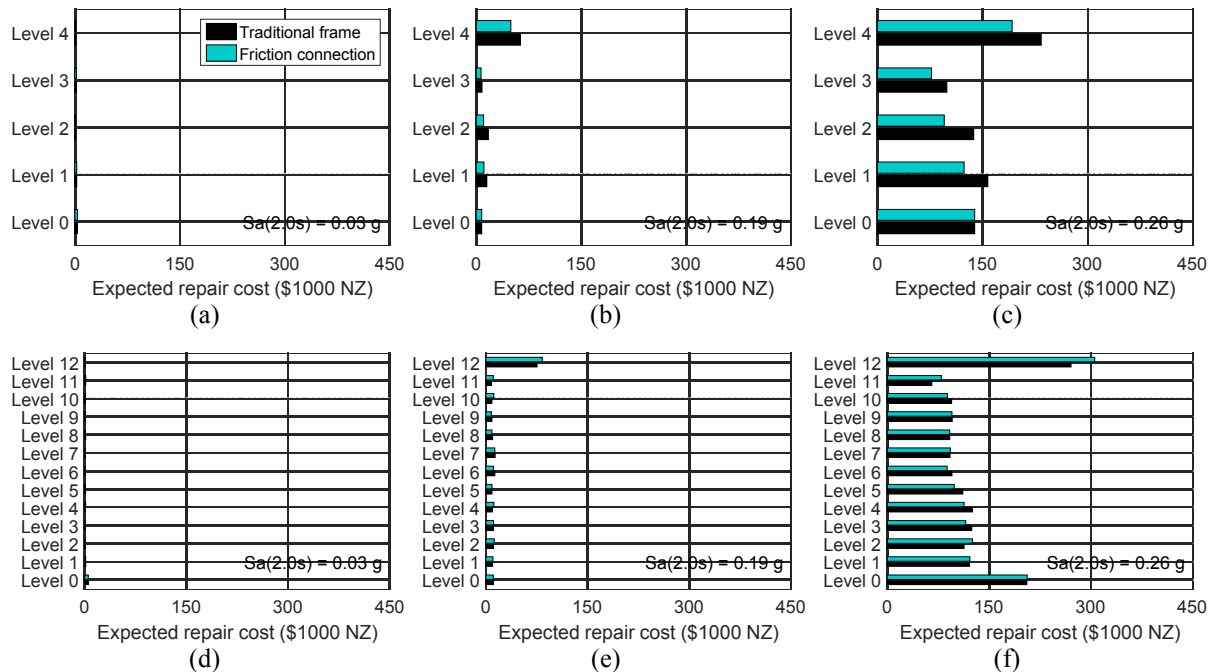 Level 4
Level 3
Level 2
Level 1
Level 0
Traditional frame
Friction connection
Sa(2.0s) = 0.03 g
0 150 300 450
Expected repair cost ($1000 NZ)
(a)
Level 4
Level 3
Level 2
Level 1
Level 0
Sa(2.0s) = 0.19 g
0 150 300 450
Expected repair cost ($1000 NZ)
(b)
Level 4
Level 3
Level 2
Level 1
Level 0
Sa(2.0s) = 0.26 g
0 150 300 450
Expected repair cost ($1000 NZ)
(c)
Level 12
Level 11
Level 10
Level 9
Level 8
Level 7
Level 6
Level 5
Level 4
Level 3
Level 2
Level 1
Level 0
Sa(2.0s) = 0.03 g
0 150 300 450
Expected repair cost ($1000 NZ)
(d)
Level 12
Level 11
Level 10
Level 9
Level 8
Level 7
Level 6
Level 5
Level 4
Level 3
Level 2
Level 1
Level 0
Sa(2.0s) = 0.19 g
0 150 300 450
Expected repair cost ($1000 NZ)
(e)
Level 12
Level 11
Level 10
Level 9
Level 8
Level 7
Level 6
Level 5
Level 4
Level 3
Level 2
Level 1
Level 0
Sa(2.0s) = 0.26 g
0 150 300 450
Expected repair cost ($1000 NZ)
(f)